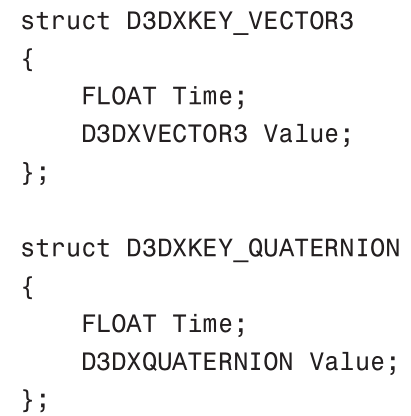 struct D3DXKEY_VECTOR3
{
    FLOAT Time;
    D3DXVECTOR3 Value;
};

struct D3DXKEY_QUATERNION
{
    FLOAT Time;
    D3DXQUATERNION Value;
};